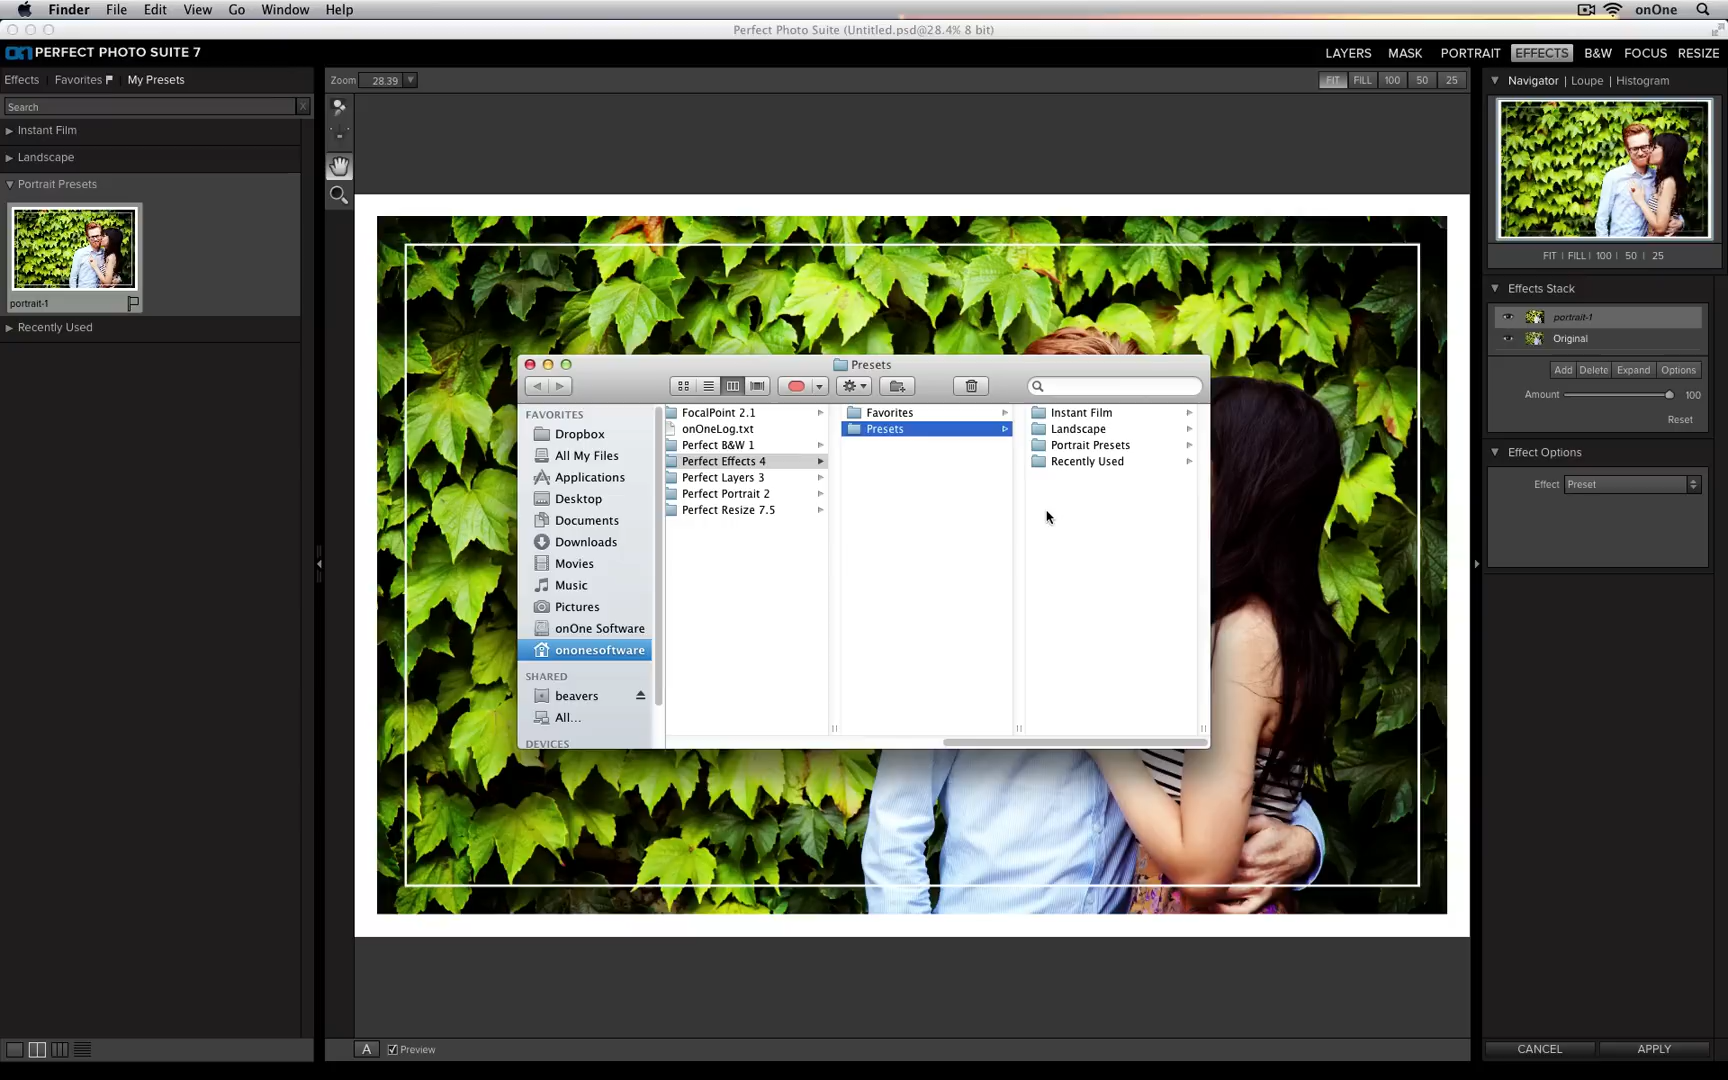 Finder File Edit View Go Window Help onOne
Perfect Photo Suite (Untitled.psd@28.4% 8 bit)
on PERFECT PHOTO SUITE 7 LAYERS MASK PORTRAIT EFFECTS B&W FOCUS RESIZE
Effects Favorites My Presets
Zoom 28.39 FIT FILL 100 50 25
Navigator | Loupe | Histogram
Search X
Instant Film
Landscape
Portrait Presets
portrait-1
Recently Used
FIT | FILL | 100 | 50 | 25
Effects Stack
portrait-1
Original
Add Delete Expand Options
Amount 100
Reset
Effect Options
Effect Preset
Presets
FAVORITES
Dropbox
All My Files
Applications
Desktop
Documents
Downloads
Movies
Music
Pictures
onOne Software
ononesoftware
SHARED
beavers
All...
DEVICES
FocalPoint 2.1
onOneLog.txt
Perfect B&W 1
Perfect Effects 4
Perfect Layers 3
Perfect Portrait 2
Perfect Resize 7.5
Favorites
Presets
Instant Film
Landscape
Portrait Presets
Recently Used
A Preview
CANCEL APPLY